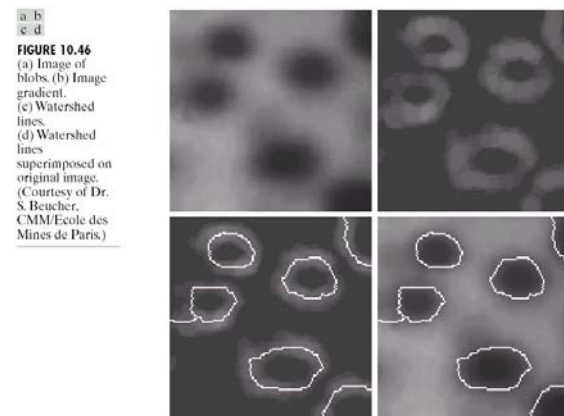 a b
c d
FIGURE 10.46
(a) Image of
blobs. (b) Image
gradient.
(c) Watershed
lines.
(d) Watershed
lines
superimposed on
original image.
(Courtesy of Dr.
S. Beucher,
CMM/Ecole des
Mines de Paris.)